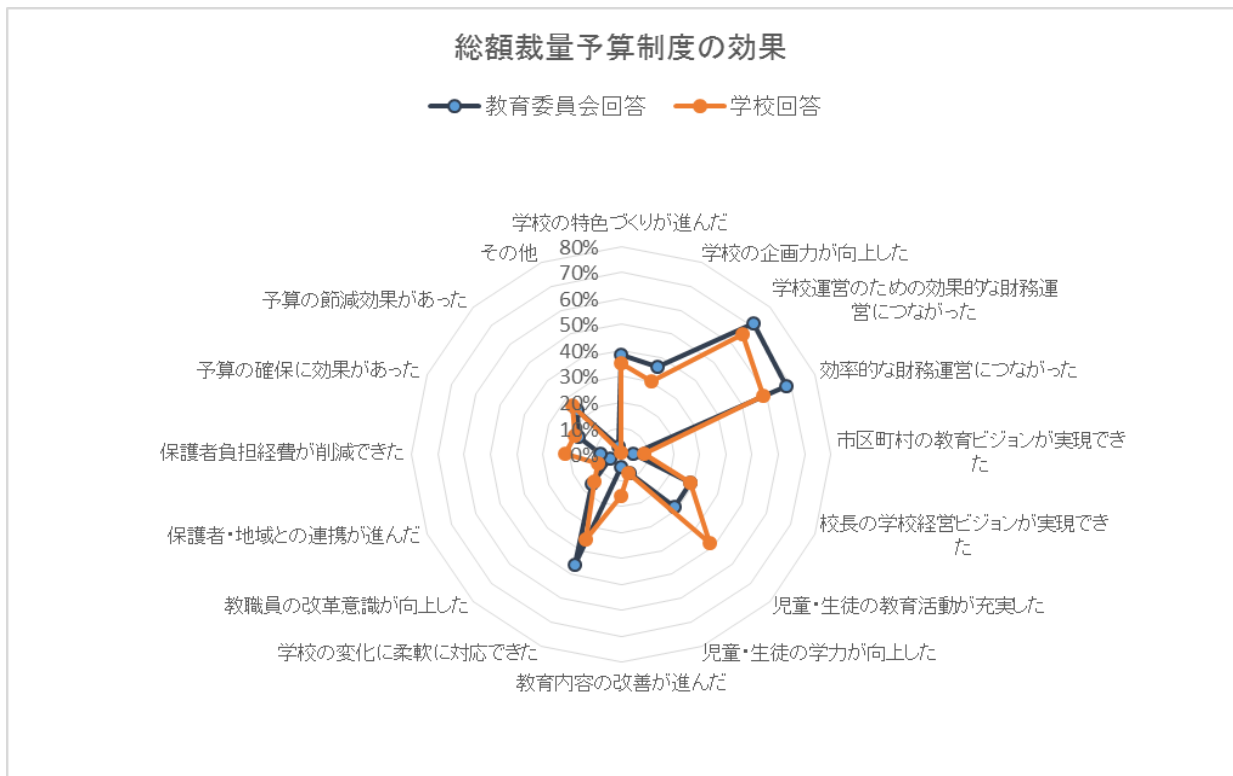 総額裁量予算制度の効果
教育委員会回答
学校回答
学校の特色づくりが進んだ
学校の企画力が向上した
学校運営のための効果的な財務運
営につながった
効率的な財務運営につながった
市区町村の教育ビジョンが実現でき
た
校長の学校経営ビジョンが実現でき
た
児童・生徒の教育活動が充実した
児童・生徒の学力が向上した
教育内容の改善が進んだ
学校の変化に柔軟に対応できた
教職員の改革意識が向上した
保護者・地域との連携が進んだ
保護者負担経費が削減できた
予算の確保に効果があった
予算の節減効果があった
その他
80%
70%
60%
50%
40%
30%
20%
10%
0%